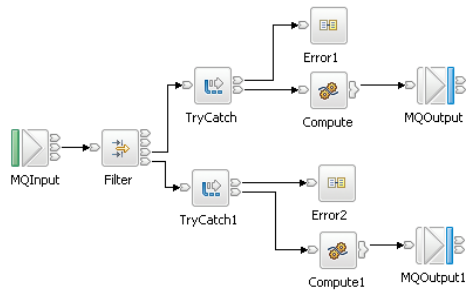 Error1
TryCatch
Compute
MQOutput
MQInput
Filter
TryCatch1
Error2
Compute1
MQOutput1